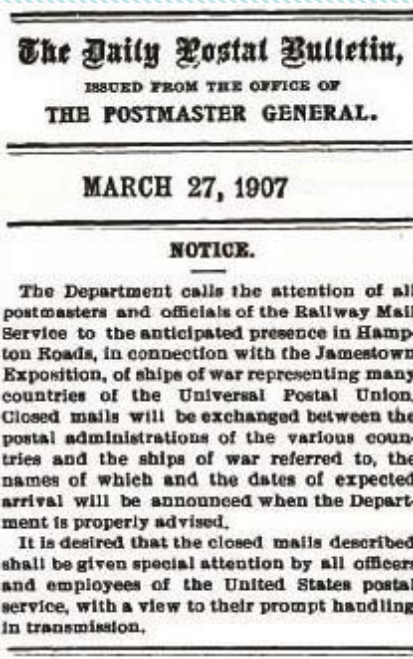 The Daily Postal Bulletin,
ISSUED FROM THE OFFICE OF
THE POSTMASTER GENERAL.
MARCH 27, 1907
NOTICE.
The Department calls the attention of all
postmasters and officials of the Railway Mail
Service to the anticipated presence in Hamp-
ton Roads, in connection with the Jamestown
Exposition, of ships of war representing many
countries of the Universal Postal Union.
Closed mails will be exchanged between the
postal administrations of the various coun-
tries and the ships of war referred to, the
names of which and the dates of expected
arrival will be announced when the Depart-
ment is properly advised.
It is desired that the closed mails described
shall be given special attention by all officers
and employees of the United States postal
service, with a view to their prompt handling
in transmission.